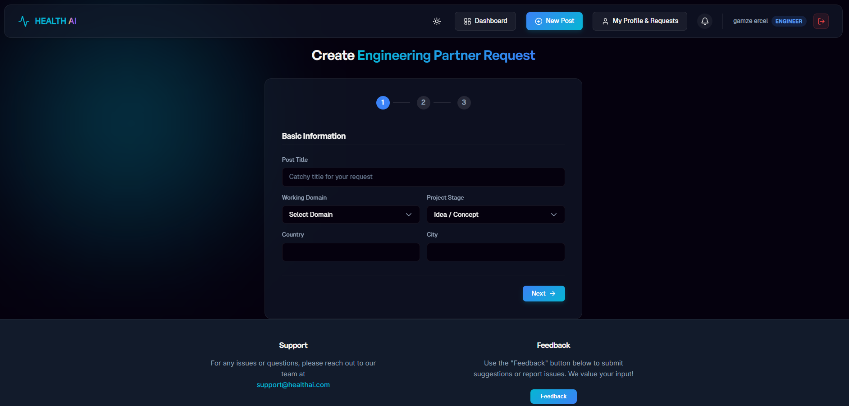 HEALTH AI
Dashboard
New Post
My Profile & Requests
gamze ercel
ENGINEER
Create Engineering Partner Request
1
2
3
Basic Information
Post Title
Catchy title for your request
Working Domain
Project Stage
Select Domain
Idea / Concept
Country
City
Next
Support
For any issues or questions, please reach out to our
team at
support@healthai.com
Feedback
Use the "Feedback" button below to submit
suggestions or report issues. We value your input!
Feedback